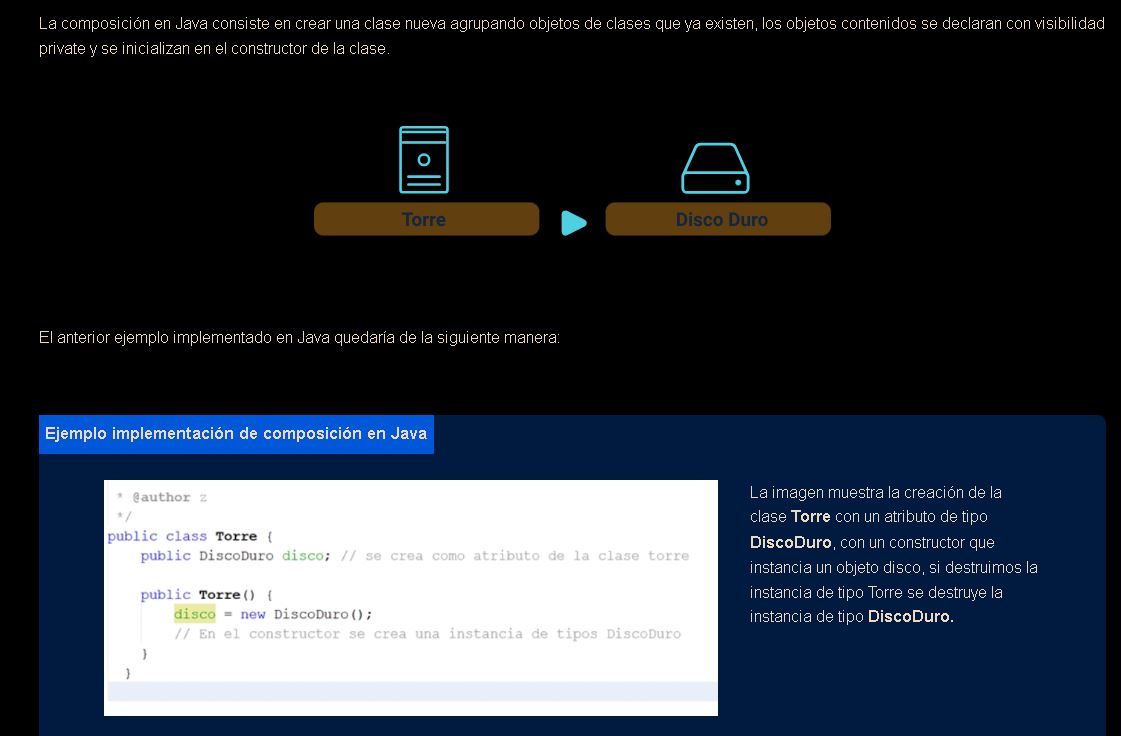 La composición en Java consiste en crear una clase nueva agrupando objetos de clases que ya existen, los objetos contenidos se declaran con visibilidad
private y se inicializan en el constructor de la clase.
Torre
Disco Duro
El anterior ejemplo implementado en Java quedaría de la siguiente manera:
Ejemplo implementación de composición en Java
* @author z
*/
public class Torre {
public DiscoDuro disco; // se crea como atributo de la clase torre
public Torre() {
disco = new DiscoDuro();
// En el constructor se crea una instancia de tipos DiscoDuro
}
}
La imagen muestra la creación de la
clase Torre con un atributo de tipo
DiscoDuro, con un constructor que
instancia un objeto disco, si destruimos la
instancia de tipo Torre se destruye la
instancia de tipo DiscoDuro.